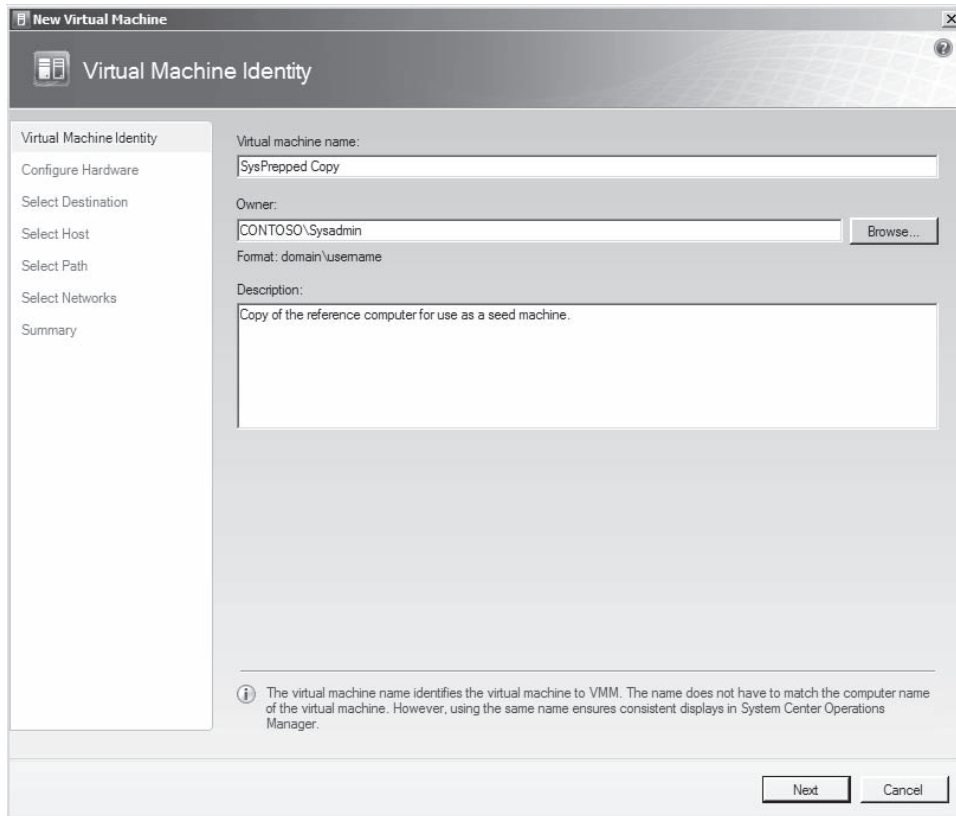 New Virtual Machine
Virtual Machine Identity
Virtual Machine Identity
Configure Hardware
Select Destination
Select Host
Select Path
Select Networks
Summary
Virtual machine name:
SysPrepped Copy
Owner:
CONTOSO\Sysadmin
Browse...
Format: domain\username
Description:
Copy of the reference computer for use as a seed machine.
The virtual machine name identifies the virtual machine to VMM. The name does not have to match the computer name
of the virtual machine. However, using the same name ensures consistent displays in System Center Operations
Manager.
Next
Cancel